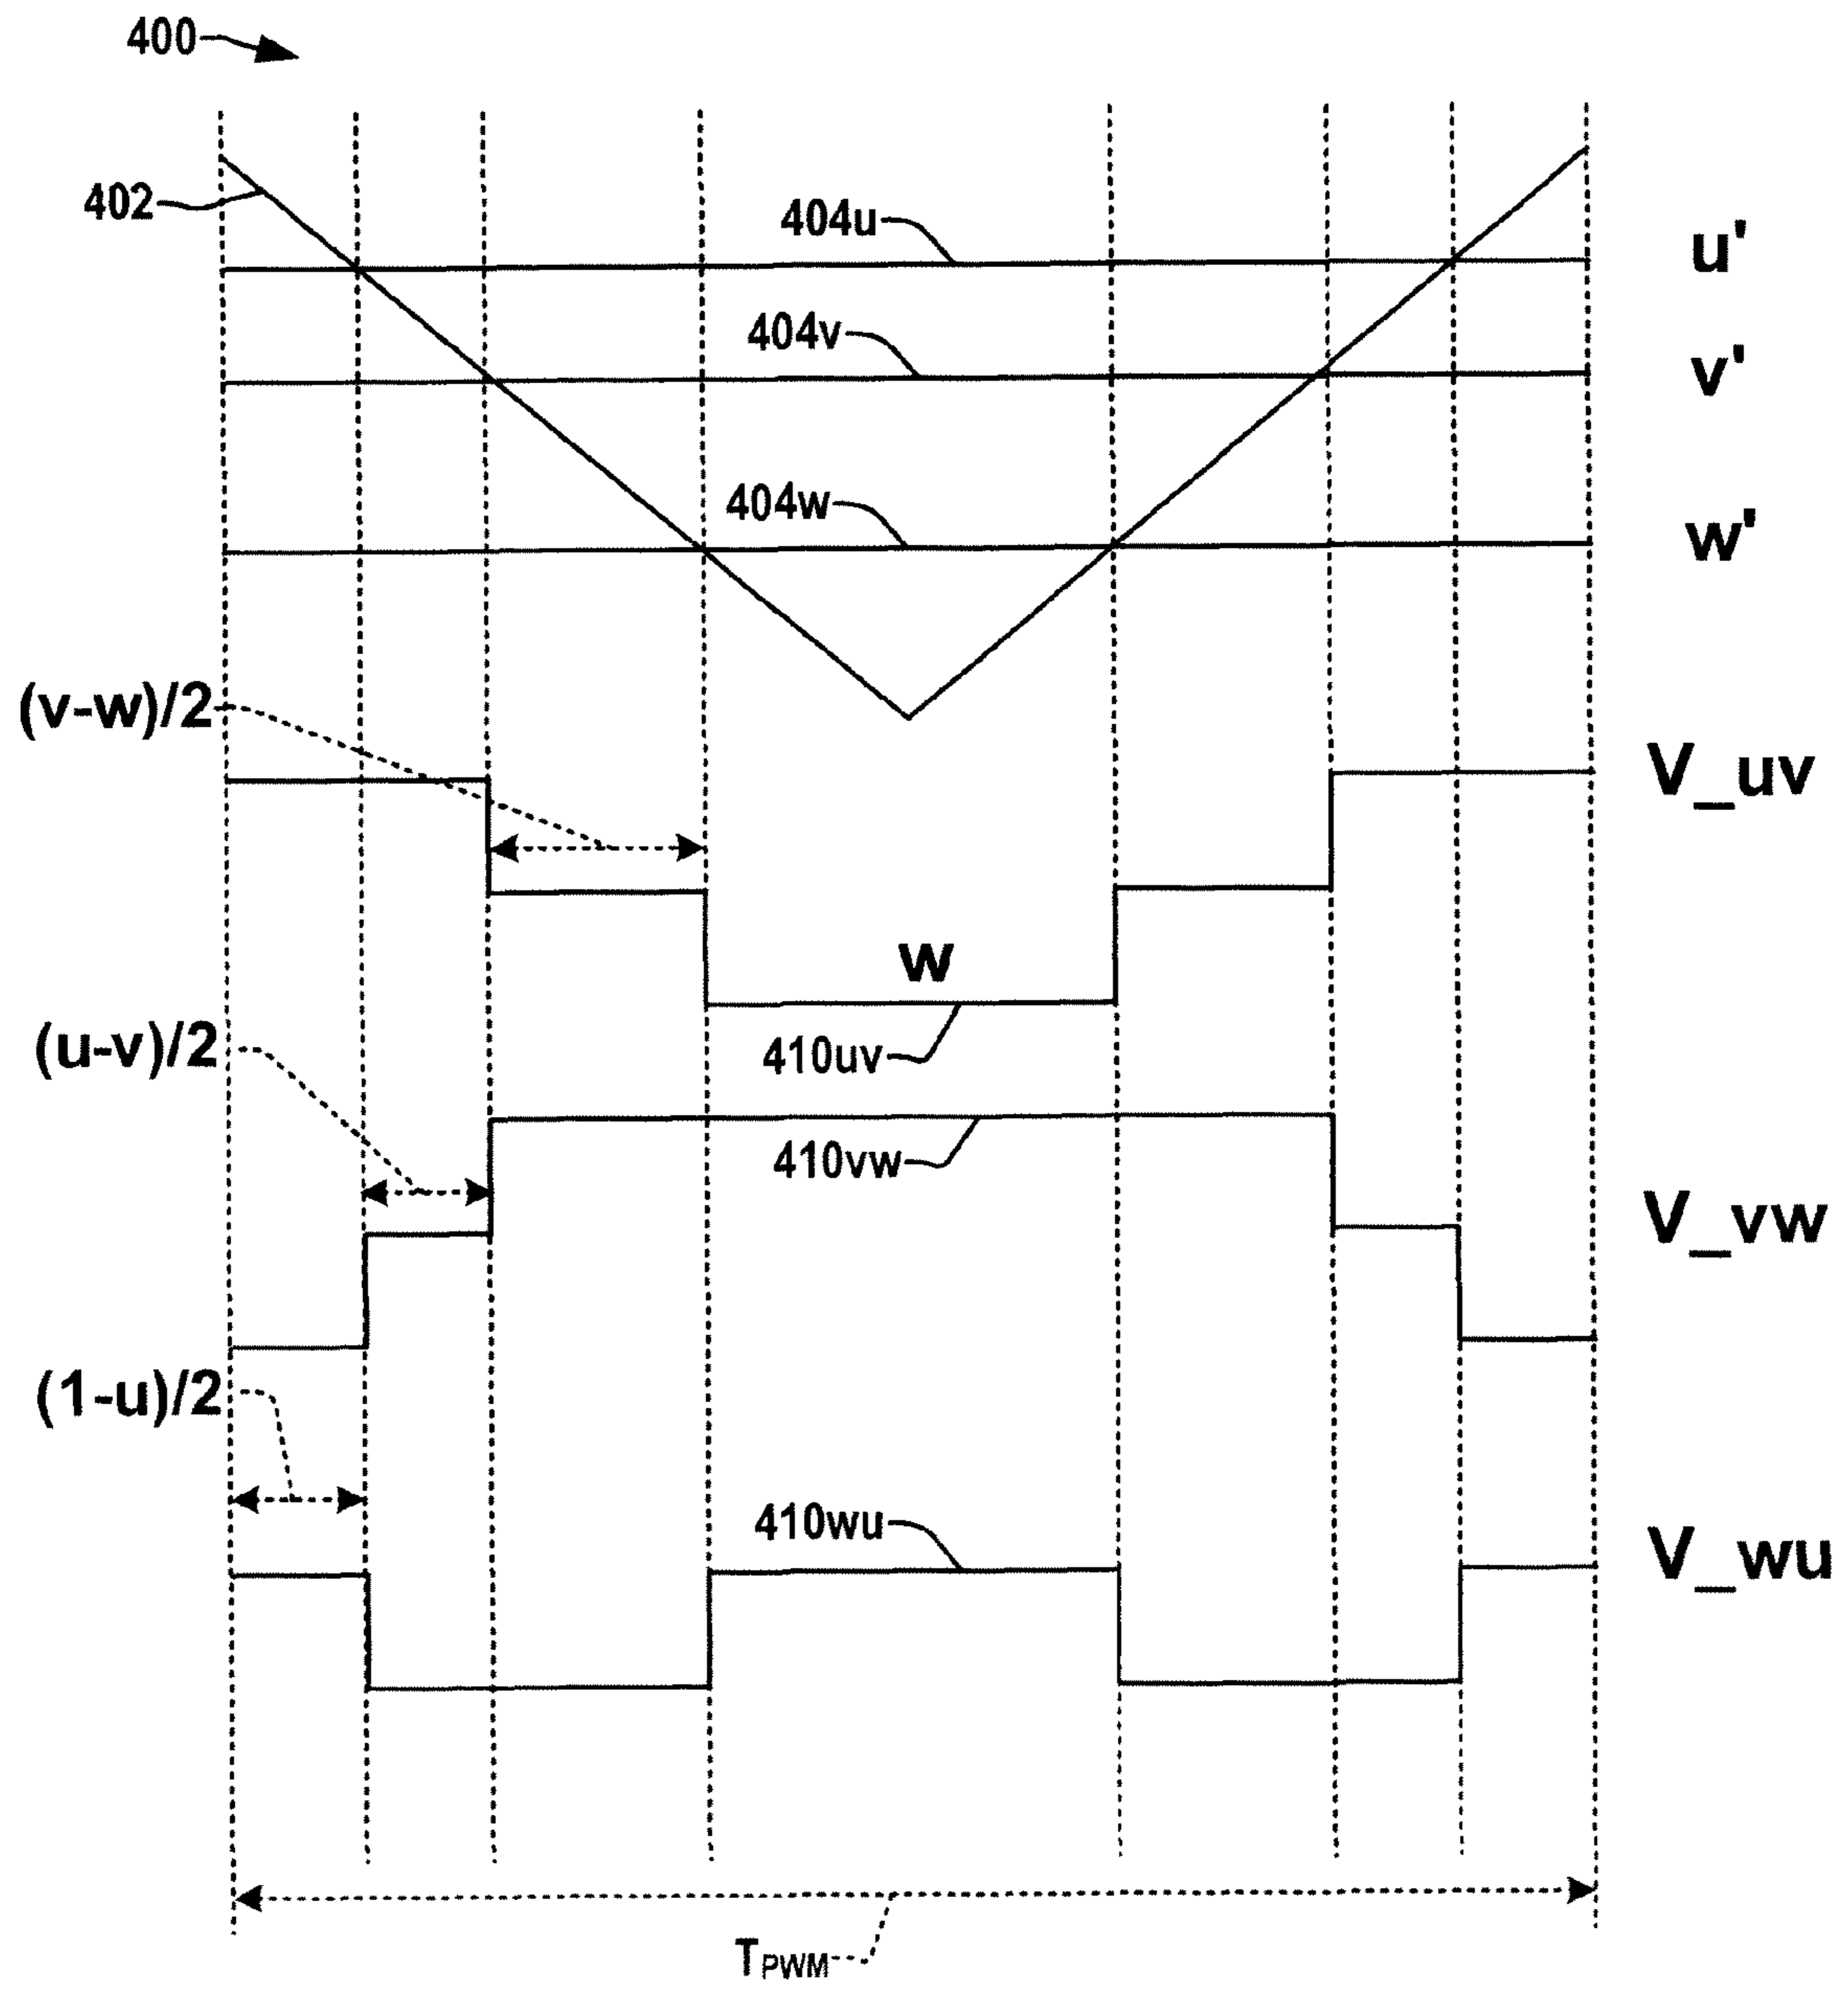 400
402
404u
u'
404v
v'
404w
w'
(v-w)/2
V_uv
w
(u-v)/2
410uv
410vw
V_vw
(1-u)/2
410wu
V_wu
TPWM